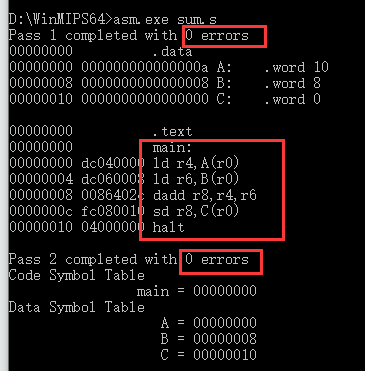 D:\WinMIPS64>asm.exe sum.s
Pass 1 completed with 0 errors
00000000 .data
00000000 000000000000000a A: .word 10
00000008 0000000000000008 B: .word 8
00000010 0000000000000000 C: .word 0
00000000 .text
00000000 main:
00000000 dc040000 ld r4,A(r0)
00000004 dc060008 ld r6,B(r0)
00000008 0086402c dadd r8,r4,r6
0000000c fc080010 sd r8,C(r0)
00000010 04000000 halt
Pass 2 completed with 0 errors
Code Symbol Table
main = 00000000
Data Symbol Table
A = 00000000
B = 00000008
C = 00000010